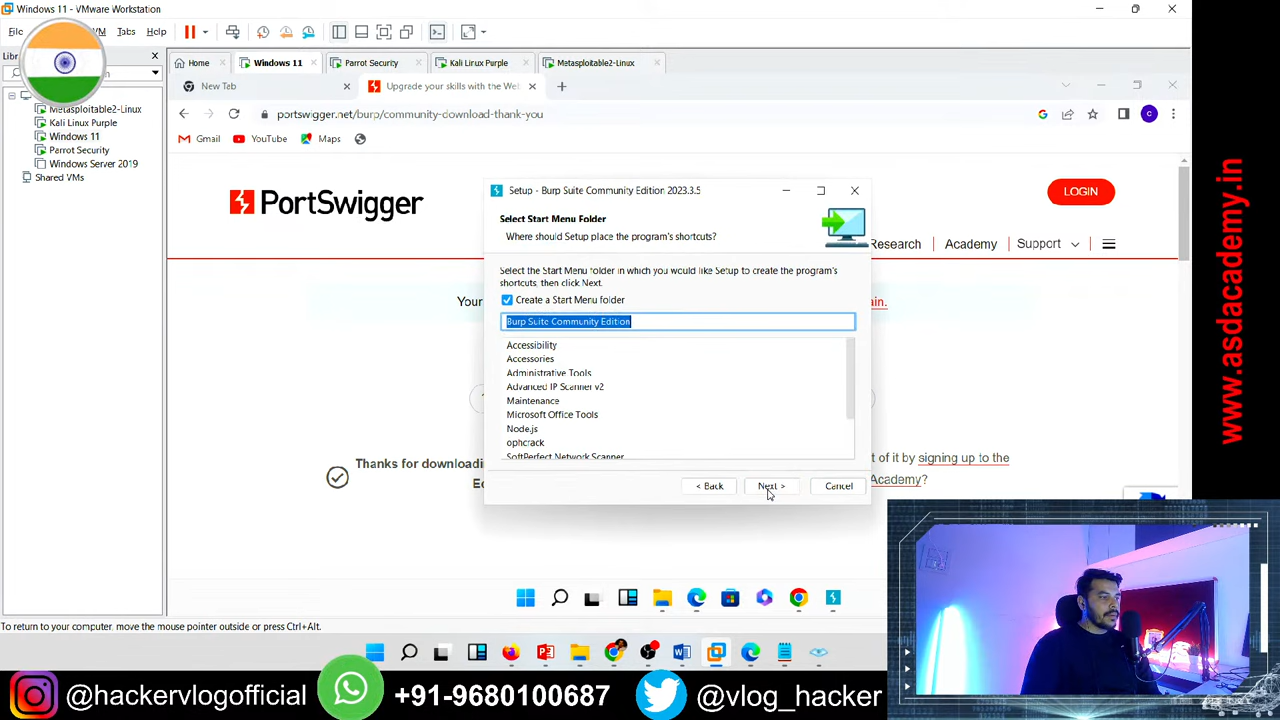 Windows 11 - VMware Workstation
File
VM
Tabs
Help
Home
Windows 11
Parrot Security
Kali Linux Purple
Metasploitable2-Linux
New Tab
Upgrade your skills with the We
portswigger.net/burp/community-download-thank-you
Gmail
YouTube
Maps
Metasploitable2-Linux
Kali Linux Purple
Windows 11
Parrot Security
Windows Server 2019
Shared VMs
PortSwigger
LOGIN
Research
Academy
Support
Your
ain.
Setup - Burp Suite Community Edition 2023.3.5
Select Start Menu Folder
Where should Setup place the program's shortcuts?
Select the Start Menu folder in which you would like Setup to create the program's
shortcuts, then click Next.
Create a Start Menu folder
Burp Suite Community Edition
Accessibility
Accessories
Administrative Tools
Advanced IP Scanner v2
Maintenance
Microsoft Office Tools
Node.js
ophcrack
SoftPerfect Network Scanner
< Back
Next >
Cancel
Thanks for downloadi
t of it by signing up to the
Academy?
To return to your computer, move the mouse pointer outside or press Ctrl+Alt.
www.asdacademy.in
@hackervlogofficial
+91-9680100687
@vlog_hacker